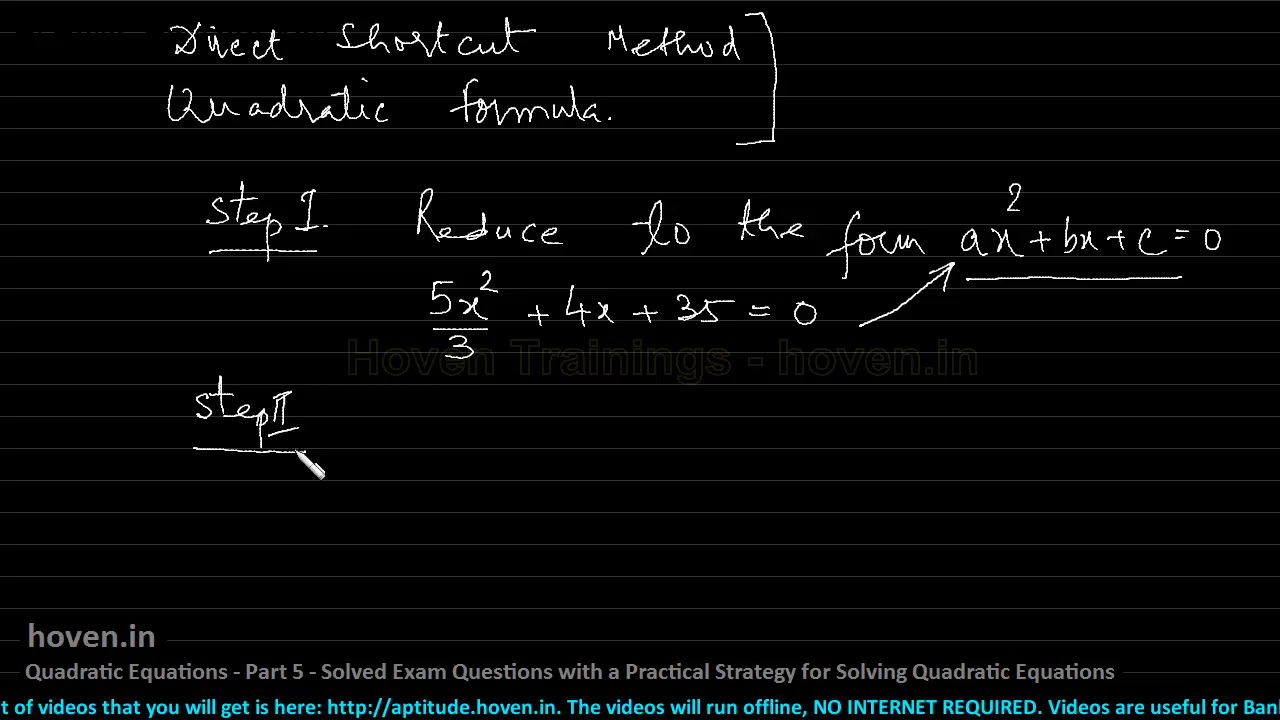 Direct Shortcut Method
Quadratic formula.
Step I. Reduce to the form ax²+bx+c=0
5x²/3 + 4x + 35 = 0
Hoven Trainings - hoven.in
Step II
hoven.in
Quadratic Equations - Part 5 - Solved Exam Questions with a Practical Strategy for Solving Quadratic Equations
t of videos that you will get is here: http://aptitude.hoven.in. The videos will run offline, NO INTERNET REQUIRED. Videos are useful for Ban